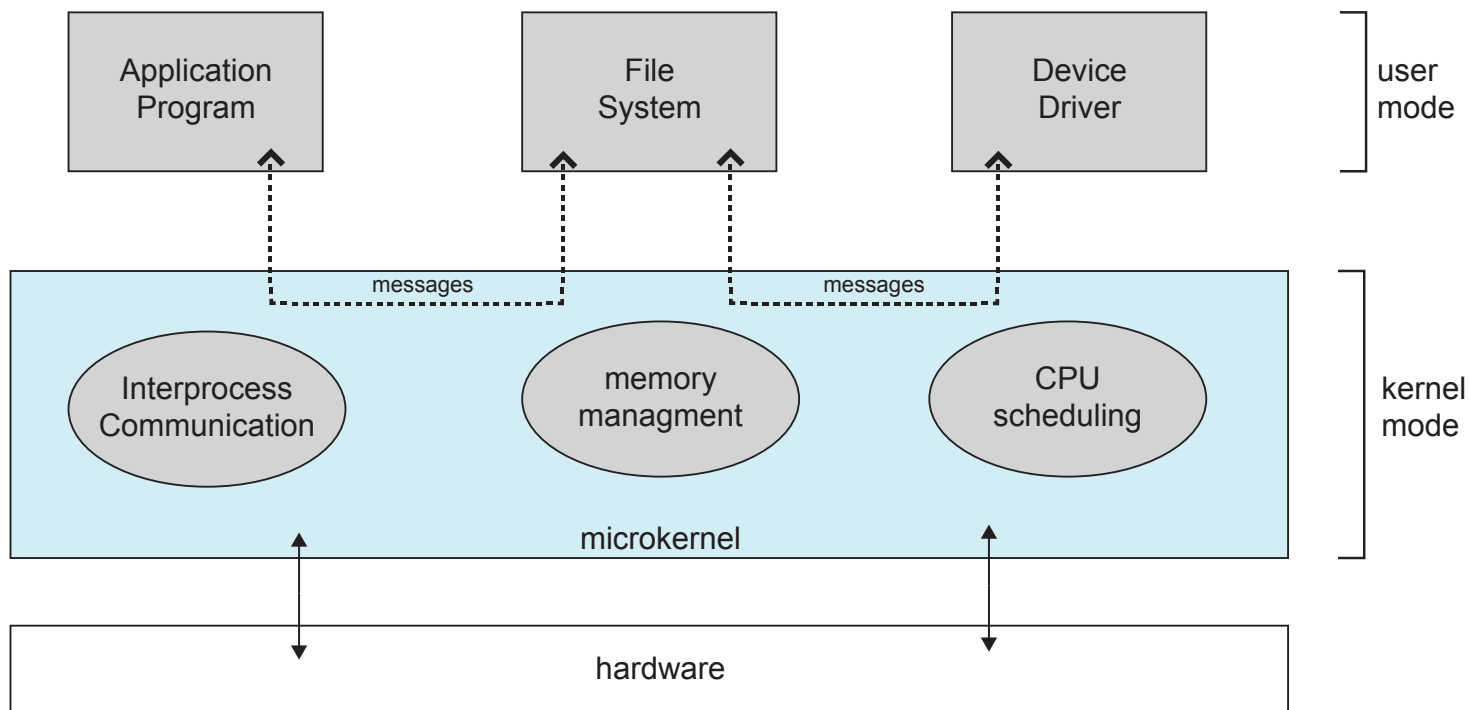 Application
Program
File
System
Device
Driver
user
mode
messages
messages
Interprocess
Communication
memory
managment
CPU
scheduling
kernel
mode
microkernel
hardware